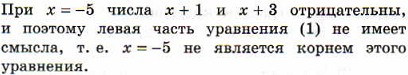 При x = −5 числа x + 1 и x + 3 отрицательны,
и поэтому левая часть уравнения (1) не имеет
смысла, т. е. x = −5 не является корнем этого
уравнения.